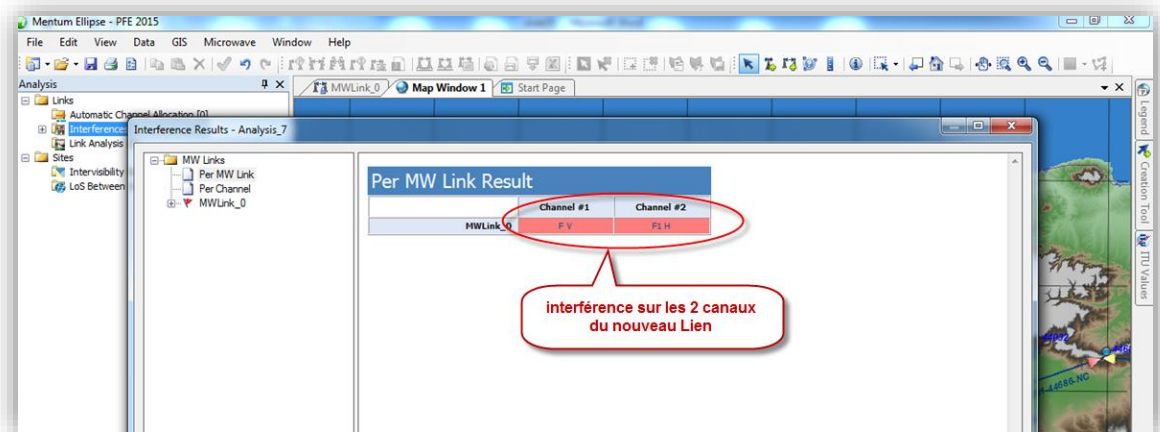 Mentum Ellipse - PFE 2015
File Edit View Data GIS Microwave Window Help
Analysis
MWLink_0 Map Window 1 Start Page
Links
Automatic Channel Allocation [0]
Interference
Link Analysis
Sites
Intervisibility
LoS Between
Interference Results - Analysis_7
MW Links
Per MW Link
Per Channel
MWLink_0
Per MW Link Result
Channel #1 Channel #2
MWLink_0 F V F1 H
interférence sur les 2 canaux
du nouveau Lien
Legend
Creation Tool
ITU Values